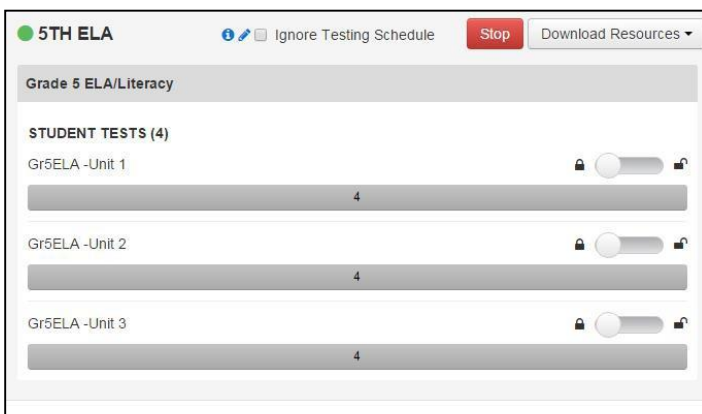 5TH ELA Ignore Testing Schedule Stop Download Resources
Grade 5 ELA/Literacy
STUDENT TESTS (4)
Gr5ELA -Unit 1
4
Gr5ELA -Unit 2
4
Gr5ELA -Unit 3
4